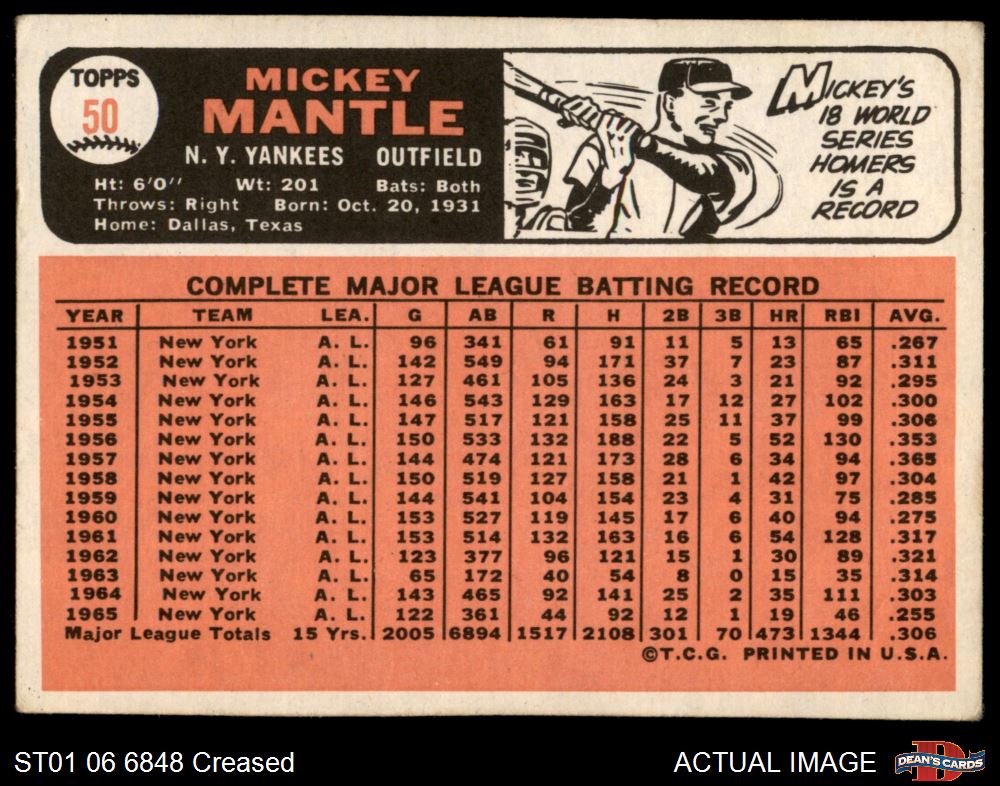 TOPPS
50
MICKEY
MANTLE
N. Y. YANKEES OUTFIELD
Ht: 6'0'' Wt: 201 Bats: Both
Throws: Right Born: Oct. 20, 1931
Home: Dallas, Texas
MICKEY'S
18 WORLD
SERIES
HOMERS
IS A
RECORD
COMPLETE MAJOR LEAGUE BATTING RECORD
YEAR TEAM LEA. G AB R H 2B 3B HR RBI AVG.
1951 New York A. L. 96 341 61 91 11 5 13 65 .267
1952 New York A. L. 142 549 94 171 37 7 23 87 .311
1953 New York A. L. 127 461 105 136 24 3 21 92 .295
1954 New York A. L. 146 543 129 163 17 12 27 102 .300
1955 New York A. L. 147 517 121 158 25 11 37 99 .306
1956 New York A. L. 150 533 132 188 22 5 52 130 .353
1957 New York A. L. 144 474 121 173 28 6 34 94 .365
1958 New York A. L. 150 519 127 158 21 1 42 97 .304
1959 New York A. L. 144 541 104 154 23 4 31 75 .285
1960 New York A. L. 153 527 119 145 17 6 40 94 .275
1961 New York A. L. 153 514 132 163 16 6 54 128 .317
1962 New York A. L. 123 377 96 121 15 1 30 89 .321
1963 New York A. L. 65 172 40 54 8 0 15 35 .314
1964 New York A. L. 143 465 92 141 25 2 35 111 .303
1965 New York A. L. 122 361 44 92 12 1 19 46 .255
Major League Totals 15 Yrs. 2005 6894 1517 2108 301 70 473 1344 .306
©T.C.G. PRINTED IN U.S.A.
ST01 06 6848 Creased
ACTUAL IMAGE
D
DEAN'S CARDS